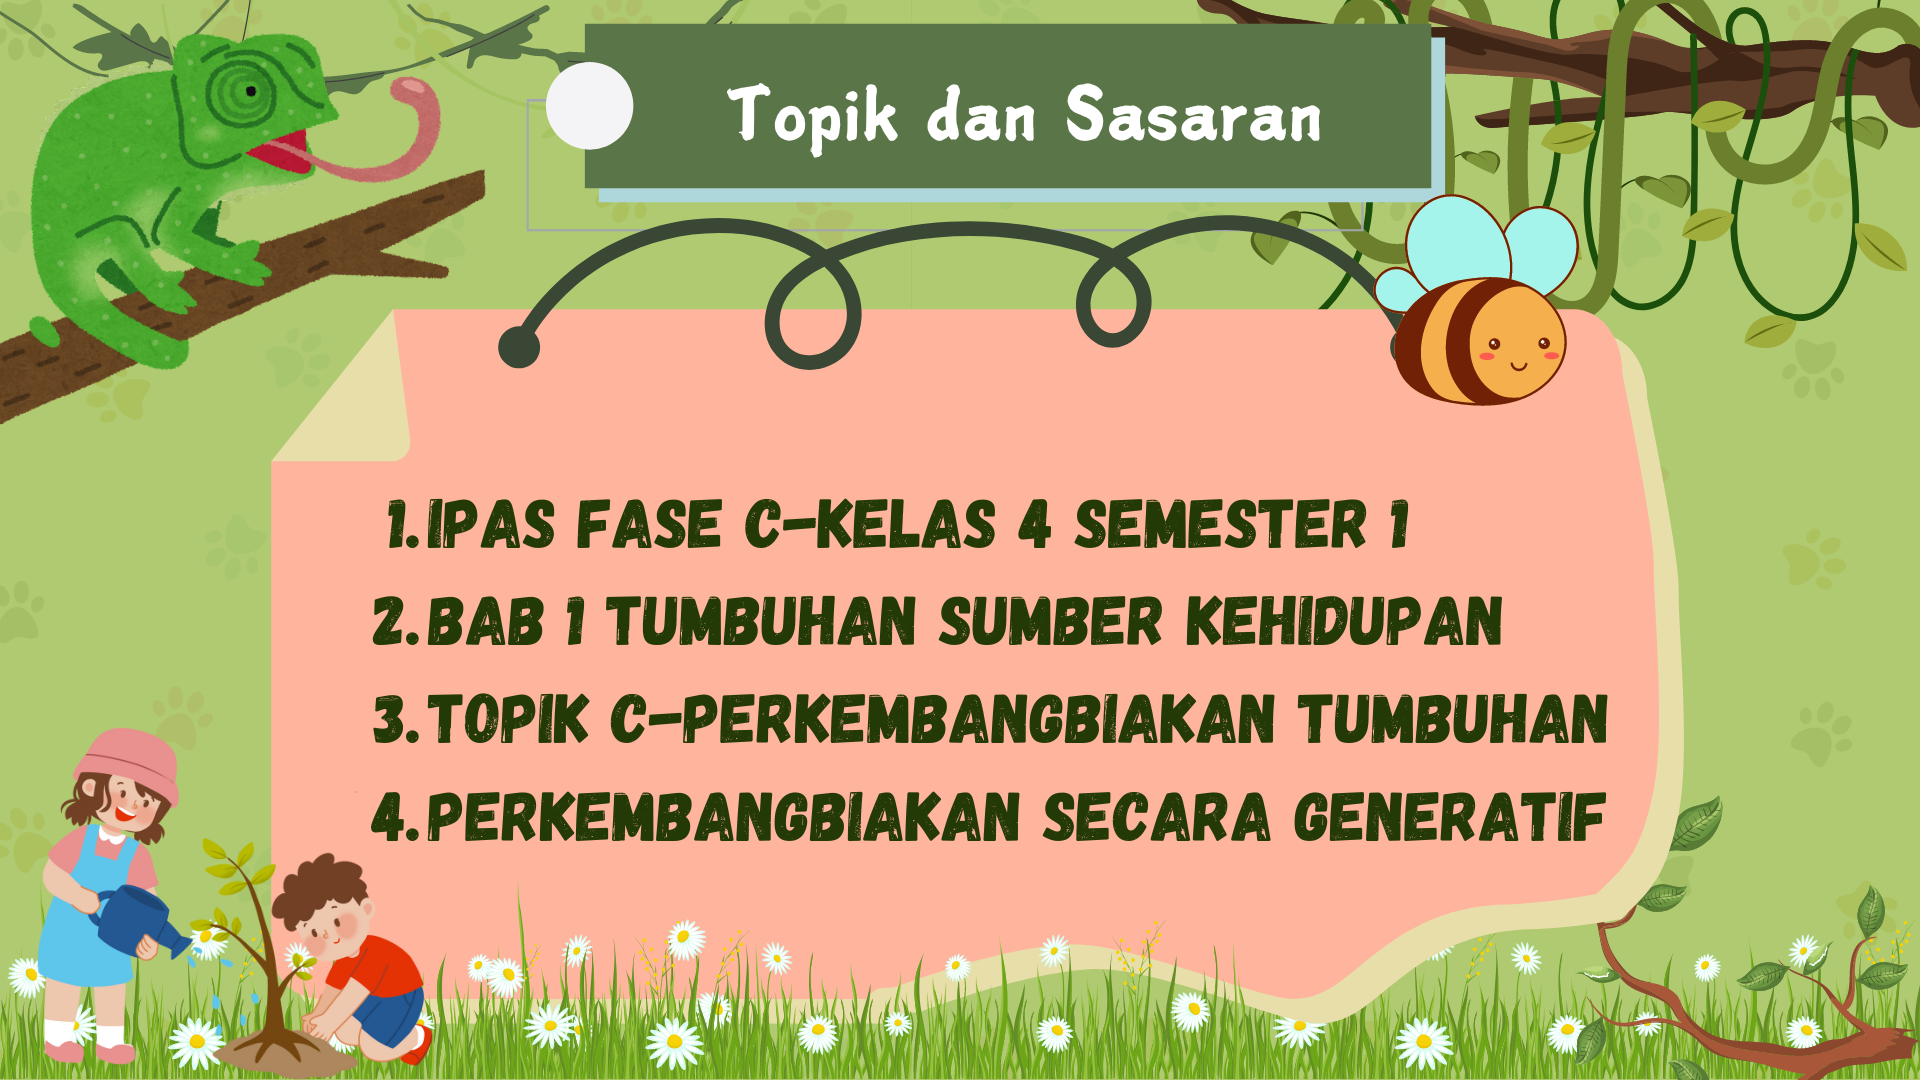 Topik dan Sasaran
1. IPAS FASE C-KELAS 4 SEMESTER 1
2. BAB 1 TUMBUHAN SUMBER KEHIDUPAN
3. TOPIK C-PERKEMBANGBIAKAN TUMBUHAN
4. PERKEMBANGBIAKAN SECARA GENERATIF